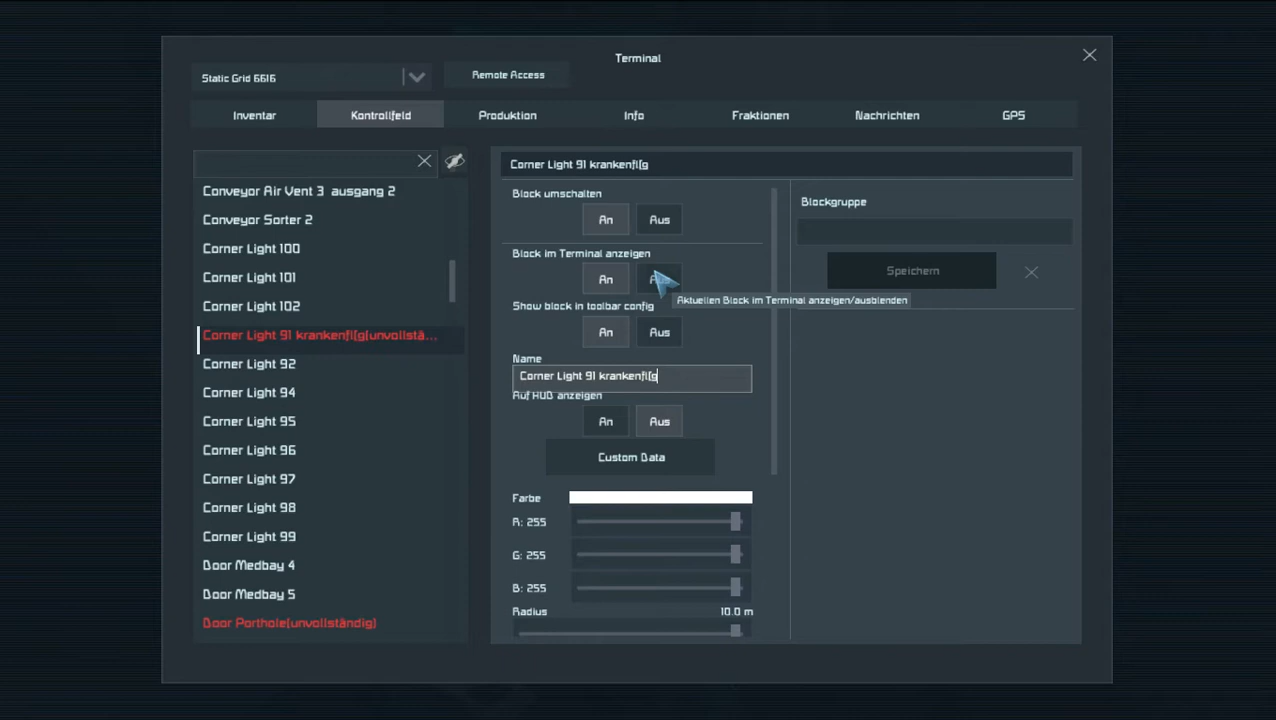 Terminal
Static Grid 6616
Remote Access
Inventar
Kontrollfeld
Produktion
Info
Fraktionen
Nachrichten
GPS
Conveyor Air Vent 3 ausgang 2
Conveyor Sorter 2
Corner Light 100
Corner Light 101
Corner Light 102
Corner Light 91 krankenfl[g(unvollstä...
Corner Light 92
Corner Light 94
Corner Light 95
Corner Light 96
Corner Light 97
Corner Light 98
Corner Light 99
Door Medbay 4
Door Medbay 5
Door Porthole(unvollständig)
Corner Light 91 krankenfl[g
Block umschalten
An Aus
Block im Terminal anzeigen
An Aus
Aktuellen Block im Terminal anzeigen/ausblenden
Show block in toolbar config
An Aus
Name
Corner Light 91 krankenfl[g
Auf HUD anzeigen
An Aus
Custom Data
Farbe
R: 255
G: 255
B: 255
Radius 10.0 m
Blockgruppe
Speichern